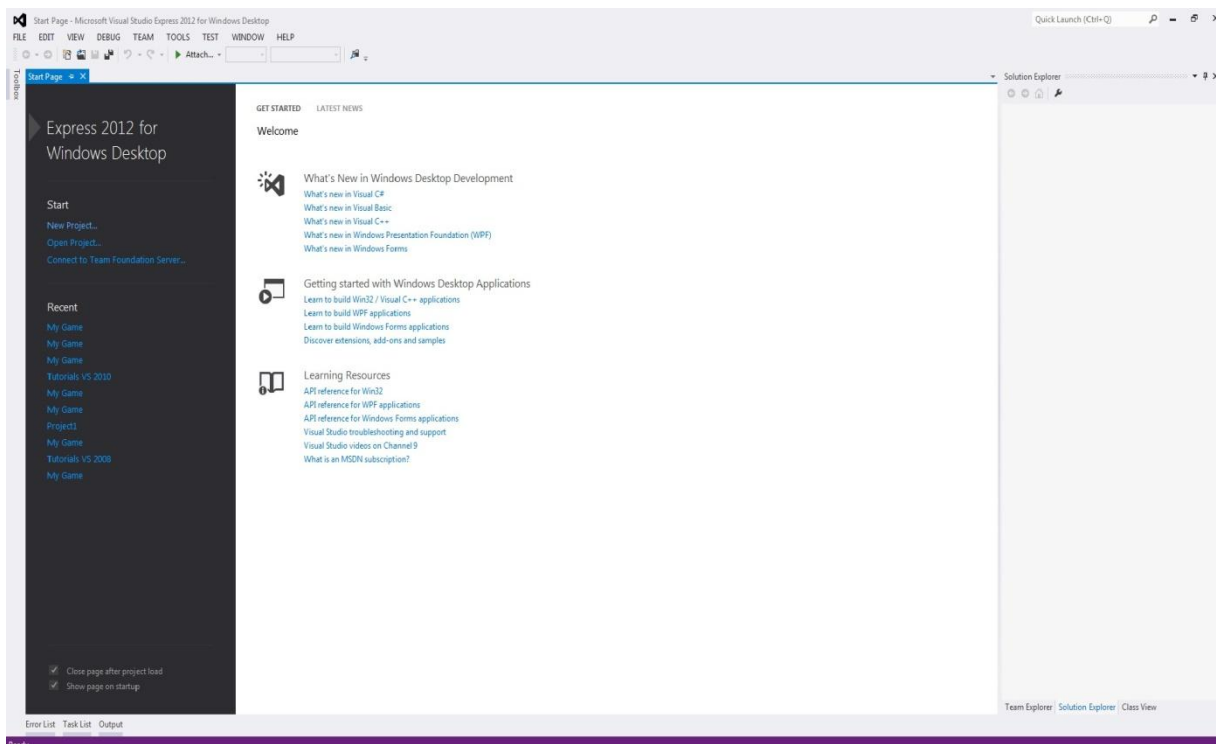 Start Page - Microsoft Visual Studio Express 2012 for Windows Desktop
Quick Launch (Ctrl+Q)
FILE EDIT VIEW DEBUG TEAM TOOLS TEST WINDOW HELP
Attach...
Toolbox
Start Page
Solution Explorer
Express 2012 for
Windows Desktop
Start
New Project...
Open Project...
Connect to Team Foundation Server...
Recent
My Game
My Game
My Game
Tutorials VS 2010
My Game
My Game
Project1
My Game
Tutorials VS 2008
My Game
Close page after project load
Show page on startup
GET STARTED LATEST NEWS
Welcome
What's New in Windows Desktop Development
What's new in Visual C#
What's new in Visual Basic
What's new in Visual C++
What's new in Windows Presentation Foundation (WPF)
What's new in Windows Forms
Getting started with Windows Desktop Applications
Learn to build Win32 / Visual C++ applications
Learn to build WPF applications
Learn to build Windows Forms applications
Discover extensions, add-ons and samples
Learning Resources
API reference for Win32
API reference for WPF applications
API reference for Windows Forms applications
Visual Studio troubleshooting and support
Visual Studio videos on Channel 9
What is an MSDN subscription?
Team Explorer Solution Explorer Class View
Error List Task List Output